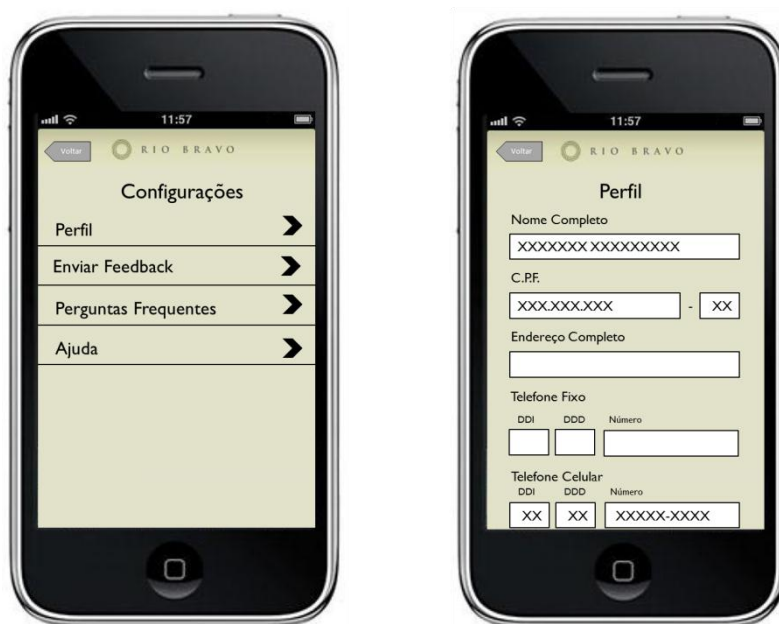 11:57
Voltar
RIO BRAVO
Configurações
Perfil
Enviar Feedback
Perguntas Frequentes
Ajuda
11:57
Voltar
RIO BRAVO
Perfil
Nome Completo
XXXXXXX XXXXXXXXX
C.P.F.
XXX.XXX.XXX - XX
Endereço Completo
Telefone Fixo
DDI DDD Número
Telefone Celular
DDI DDD Número
XX XX XXXXX-XXXX